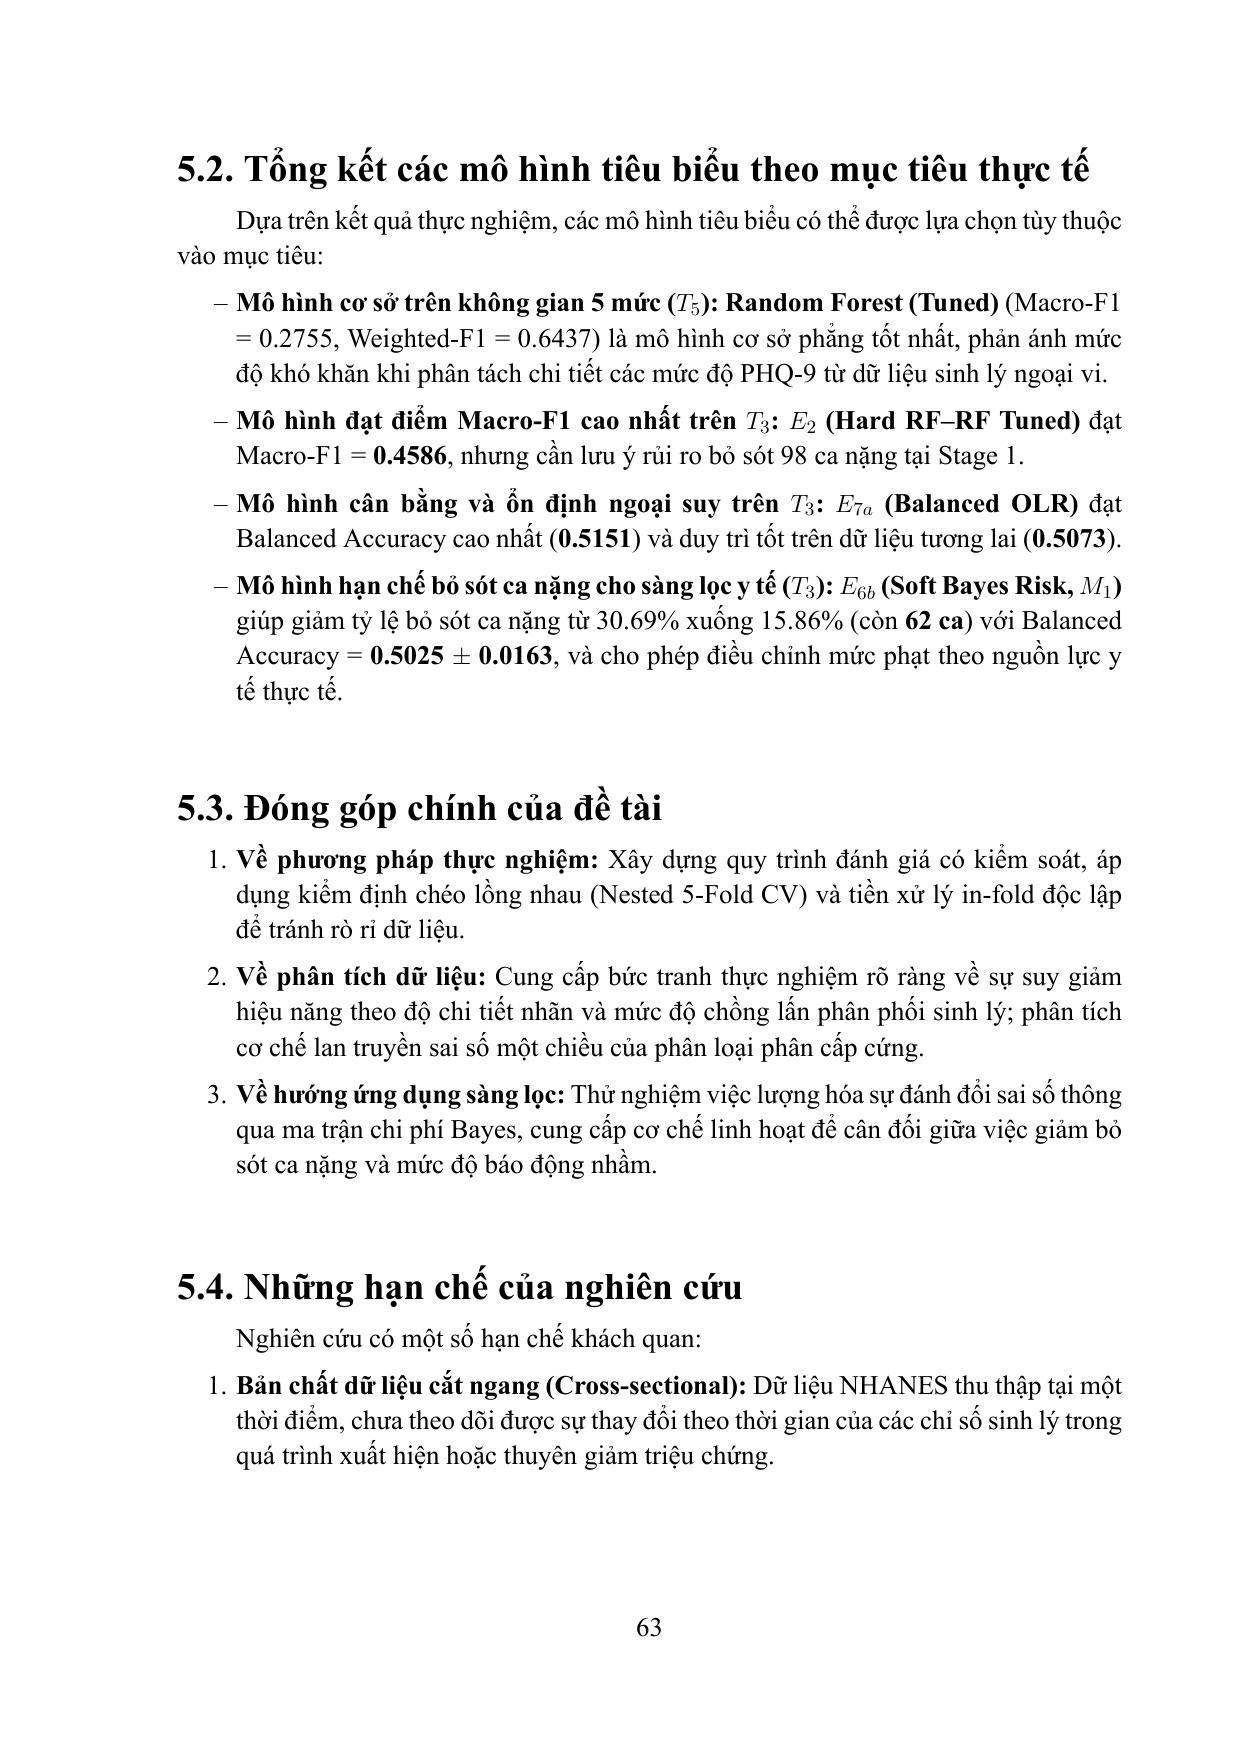 5.2. Tổng kết các mô hình tiêu biểu theo mục tiêu thực tế
Dựa trên kết quả thực nghiệm, các mô hình tiêu biểu có thể được lựa chọn tùy thuộc
vào mục tiêu:
– Mô hình cơ sở trên không gian 5 mức (T₅): Random Forest (Tuned) (Macro-F1
= 0.2755, Weighted-F1 = 0.6437) là mô hình cơ sở phẳng tốt nhất, phản ánh mức
độ khó khăn khi phân tách chi tiết các mức độ PHQ-9 từ dữ liệu sinh lý ngoại vi.
– Mô hình đạt điểm Macro-F1 cao nhất trên T₃: E₂ (Hard RF–RF Tuned) đạt
Macro-F1 = 0.4586, nhưng cần lưu ý rủi ro bỏ sót 98 ca nặng tại Stage 1.
– Mô hình cân bằng và ổn định ngoại suy trên T₃: E₇ₐ (Balanced OLR) đạt
Balanced Accuracy cao nhất (0.5151) và duy trì tốt trên dữ liệu tương lai (0.5073).
– Mô hình hạn chế bỏ sót ca nặng cho sàng lọc y tế (T₃): E₆b (Soft Bayes Risk, M₁)
giúp giảm tỷ lệ bỏ sót ca nặng từ 30.69% xuống 15.86% (còn 62 ca) với Balanced
Accuracy = 0.5025 ± 0.0163, và cho phép điều chỉnh mức phạt theo nguồn lực y
tế thực tế.
5.3. Đóng góp chính của đề tài
1. Về phương pháp thực nghiệm: Xây dựng quy trình đánh giá có kiểm soát, áp
dụng kiểm định chéo lồng nhau (Nested 5-Fold CV) và tiền xử lý in-fold độc lập
để tránh rò rỉ dữ liệu.
2. Về phân tích dữ liệu: Cung cấp bức tranh thực nghiệm rõ ràng về sự suy giảm
hiệu năng theo độ chi tiết nhãn và mức độ chồng lấn phân phối sinh lý; phân tích
cơ chế lan truyền sai số một chiều của phân loại phân cấp cứng.
3. Về hướng ứng dụng sàng lọc: Thử nghiệm việc lượng hóa sự đánh đổi sai số thông
qua ma trận chi phí Bayes, cung cấp cơ chế linh hoạt để cân đối giữa việc giảm bỏ
sót ca nặng và mức độ báo động nhầm.
5.4. Những hạn chế của nghiên cứu
Nghiên cứu có một số hạn chế khách quan:
1. Bản chất dữ liệu cắt ngang (Cross-sectional): Dữ liệu NHANES thu thập tại một
thời điểm, chưa theo dõi được sự thay đổi theo thời gian của các chỉ số sinh lý trong
quá trình xuất hiện hoặc thuyên giảm triệu chứng.
63